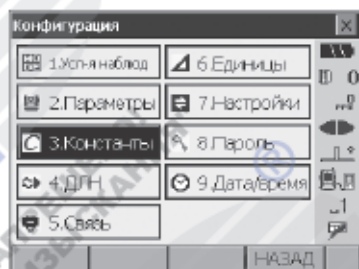 Конфигурация
1.Усл-я наблюд
6.Единицы
2.Параметры
7.Настройки
3.Константы
8.Пароль
4.ДЛН
9.Дата/время
5.Связь
НАЗАД